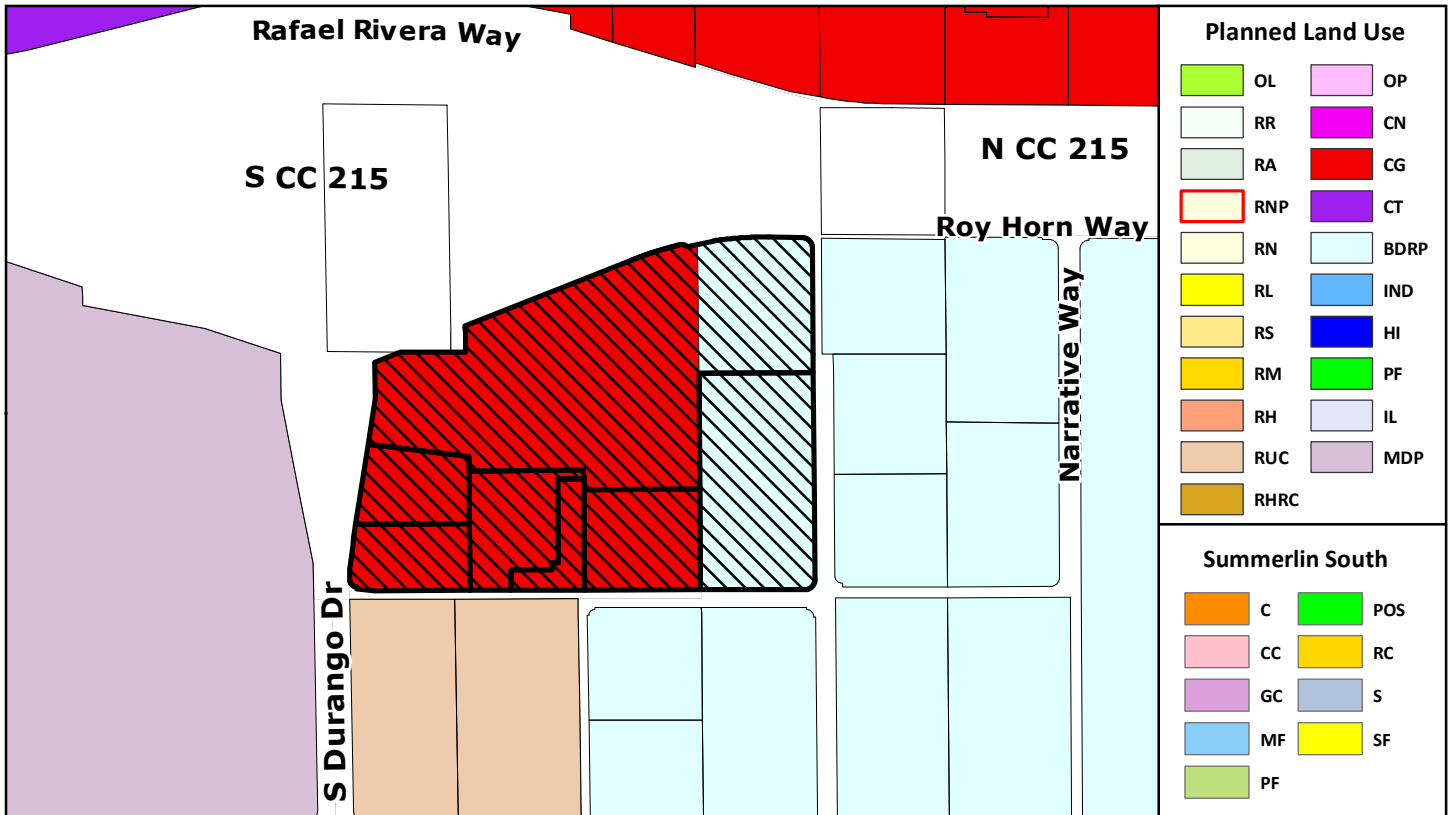 Rafael Rivera Way
S CC 215
N CC 215
Roy Horn Way
Narrative Way
S Durango Dr
Planned Land Use
OL OP
RR CN
RA CG
RNP CT
RN BDRP
RL IND
RS HI
RM PF
RH IL
RUC MDP
RHRC
Summerlin South
C POS
CC RC
GC S
MF SF
PF